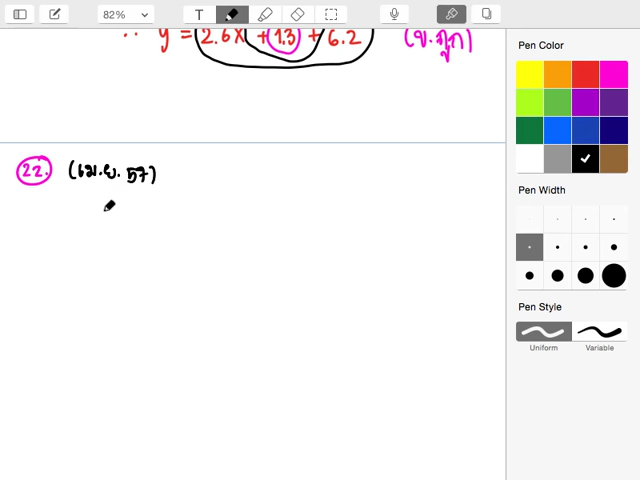 82%
T
∴ y = 2.6x + 1.3 + 6.2 (ข.ถูก)
22. (เม.ย. 57)
Pen Color
Pen Width
Pen Style
Uniform
Variable